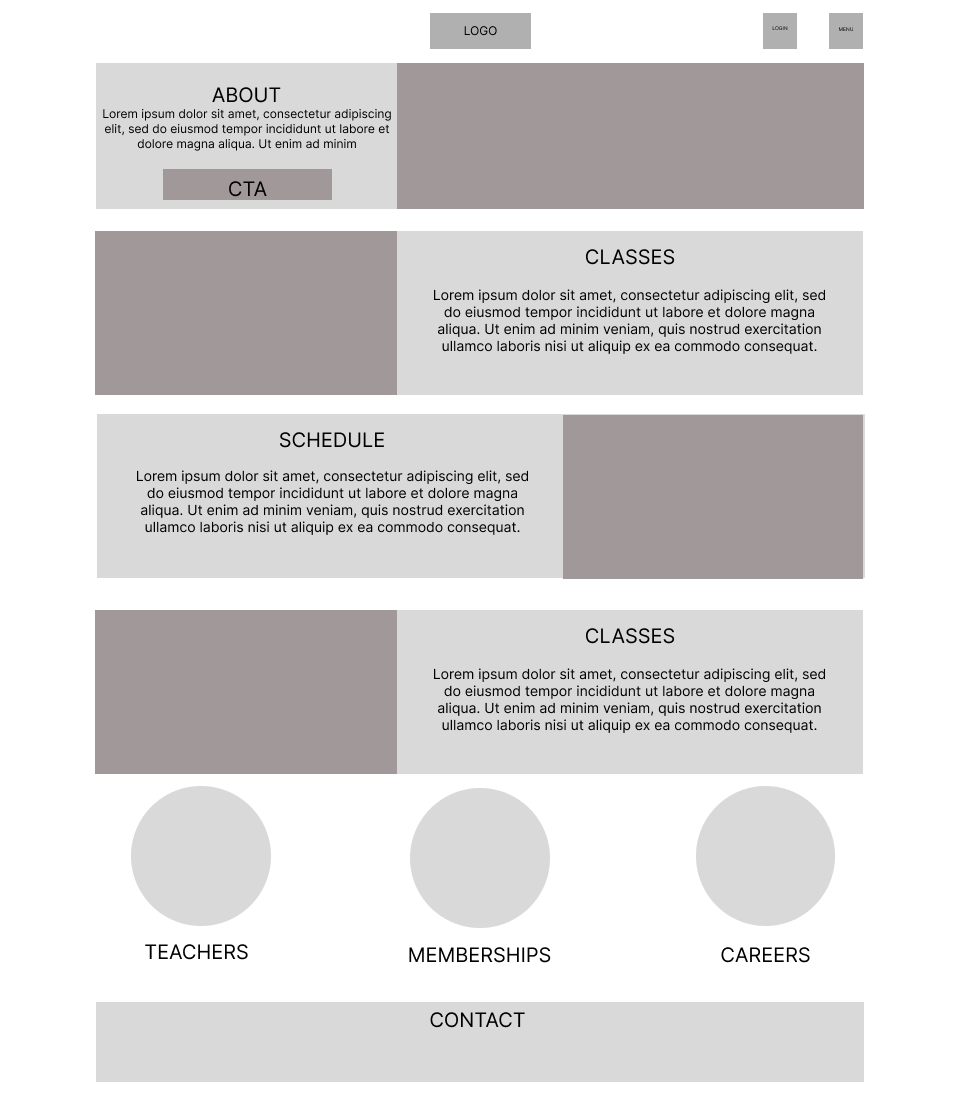 LOGO
LOGIN
MENU
ABOUT
Lorem ipsum dolor sit amet, consectetur adipiscing
elit, sed do eiusmod tempor incididunt ut labore et
dolore magna aliqua. Ut enim ad minim
CTA
CLASSES
Lorem ipsum dolor sit amet, consectetur adipiscing elit, sed
do eiusmod tempor incididunt ut labore et dolore magna
aliqua. Ut enim ad minim veniam, quis nostrud exercitation
ullamco laboris nisi ut aliquip ex ea commodo consequat.
SCHEDULE
Lorem ipsum dolor sit amet, consectetur adipiscing elit, sed
do eiusmod tempor incididunt ut labore et dolore magna
aliqua. Ut enim ad minim veniam, quis nostrud exercitation
ullamco laboris nisi ut aliquip ex ea commodo consequat.
CLASSES
Lorem ipsum dolor sit amet, consectetur adipiscing elit, sed
do eiusmod tempor incididunt ut labore et dolore magna
aliqua. Ut enim ad minim veniam, quis nostrud exercitation
ullamco laboris nisi ut aliquip ex ea commodo consequat.
TEACHERS
MEMBERSHIPS
CAREERS
CONTACT